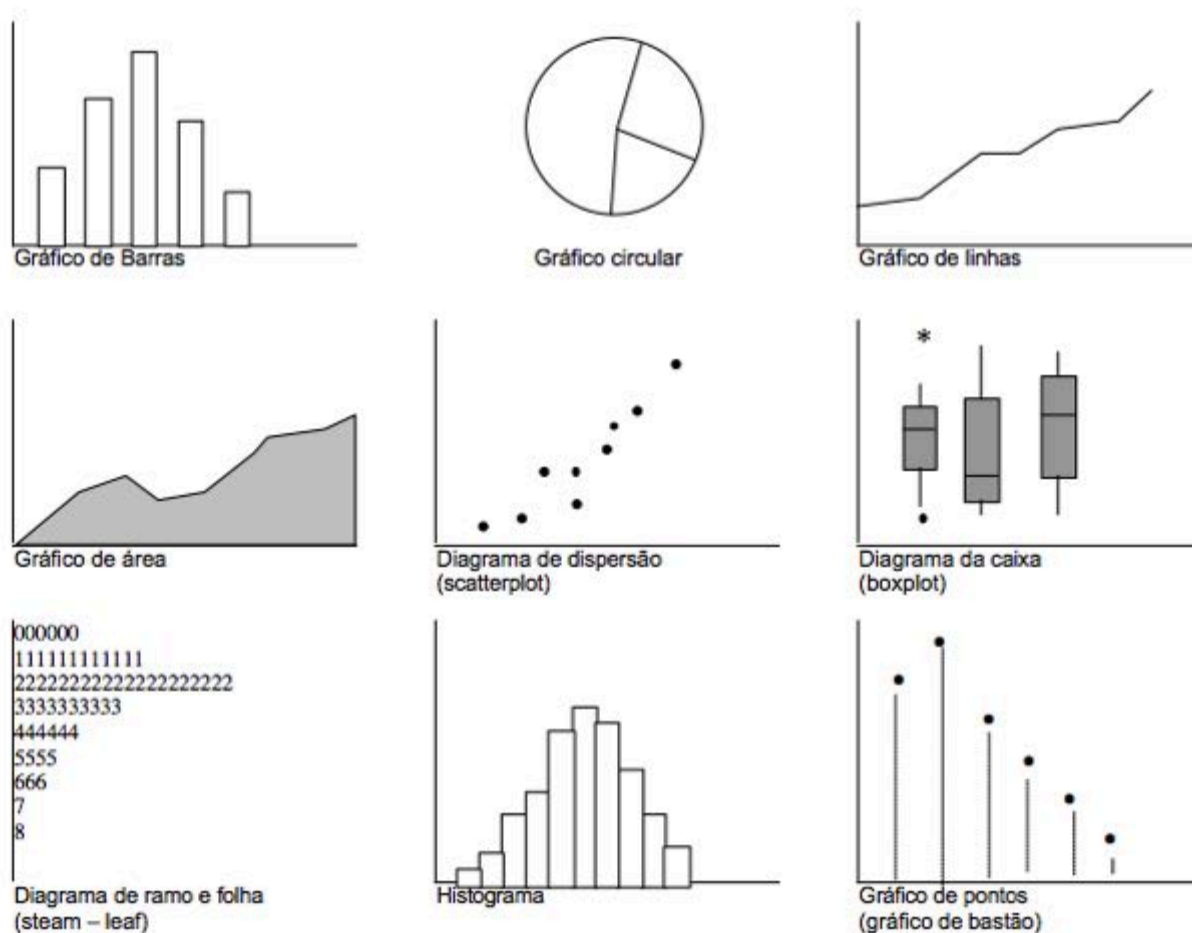 Gráfico de Barras
Gráfico circular
Gráfico de linhas
Gráfico de área
Diagrama de dispersão
(scatterplot)
*
Diagrama da caixa
(boxplot)
000000
111111111111
22222222222222222222
3333333333
444444
5555
666
7
8
Diagrama de ramo e folha
(steam – leaf)
Histograma
Gráfico de pontos
(gráfico de bastão)